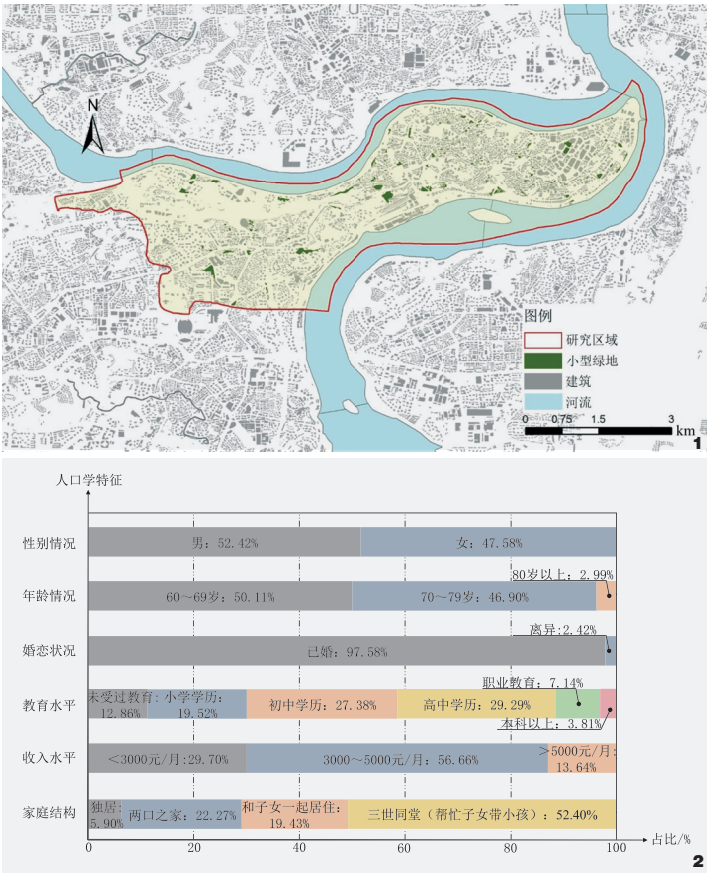 N
图例
研究区域
小型绿地
建筑
河流
0 0.75 1.5 3
km
1
人口学特征
性别情况
男：52.42%
女：47.58%
80岁以上：2.99%
年龄情况
60～69岁：50.11%
70～79岁：46.90%
离异:2.42%
婚恋状况
已婚：97.58%
职业教育：7.14%
教育水平
未受过教育：
12.86%
小学学历：
19.52%
初中学历：27.38%
高中学历：29.29%
本科以上：3.81%
收入水平
＜3000元/月:29.70%
3000～5000元/月：56.66%
＞5000元/月:
13.64%
家庭结构
独居:
5.90%
两口之家：22.27%
和子女一起居住：
19.43%
三世同堂（帮忙子女带小孩）：52.40%
0 20 40 60 80 100
占比/%
2